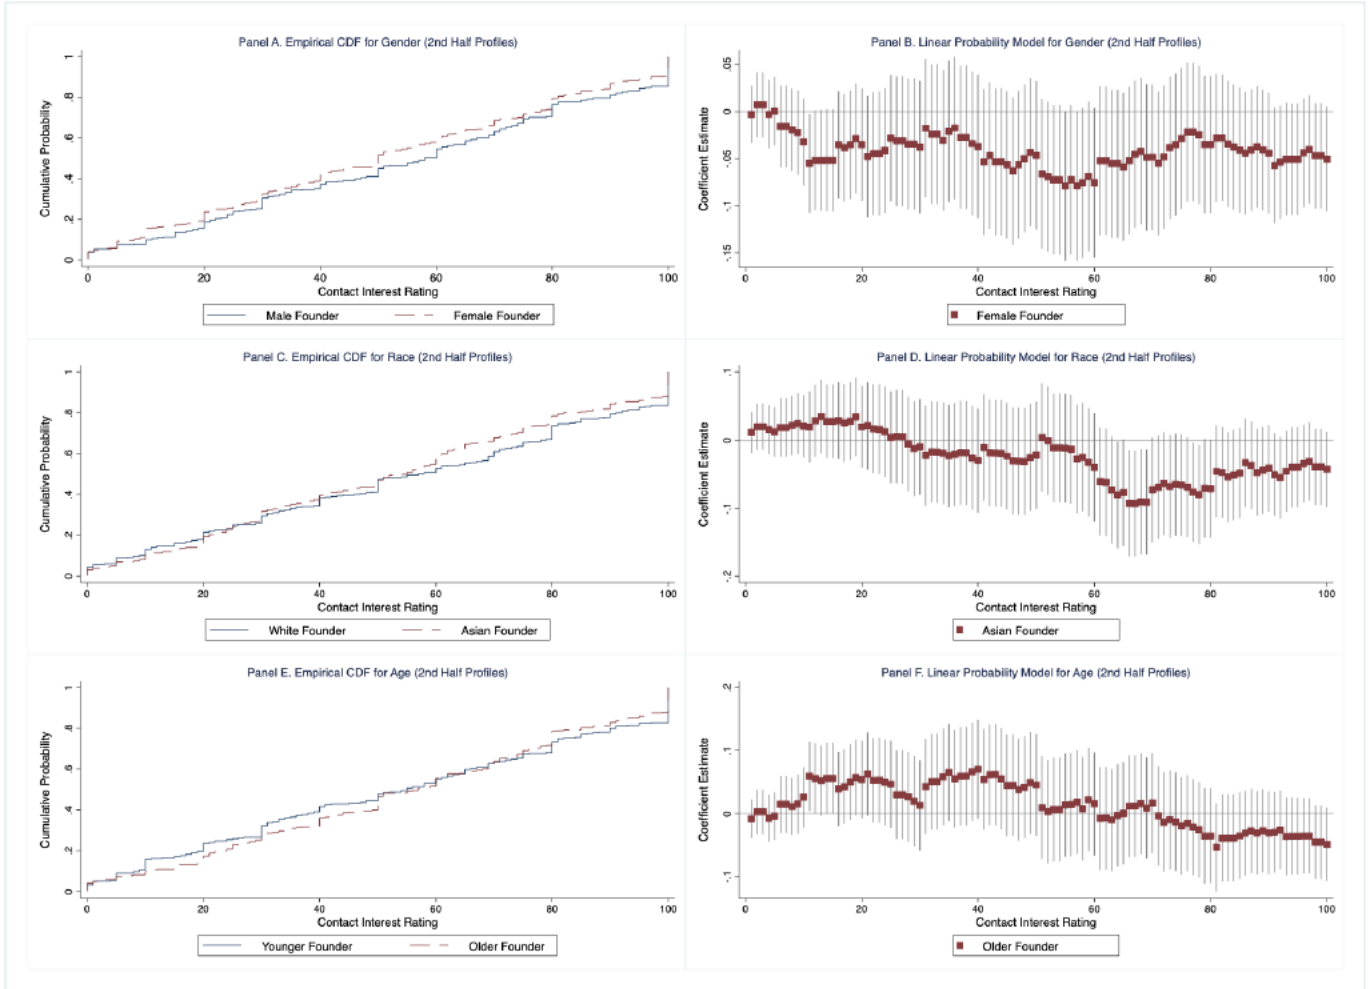 Panel A. Empirical CDF for Gender (2nd Half Profiles)
Cumulative Probability
1
.8
.6
.4
.2
0
0 20 40 60 80 100
Contact Interest Rating
Male Founder Female Founder
Panel B. Linear Probability Model for Gender (2nd Half Profiles)
Coefficient Estimate
.05
0
-.05
-.1
-.15
0 20 40 60 80 100
Contact Interest Rating
Female Founder
Panel C. Empirical CDF for Race (2nd Half Profiles)
Cumulative Probability
1
.8
.6
.4
.2
0
0 20 40 60 80 100
Contact Interest Rating
White Founder Asian Founder
Panel D. Linear Probability Model for Race (2nd Half Profiles)
Coefficient Estimate
.1
0
-.1
-.2
0 20 40 60 80 100
Contact Interest Rating
Asian Founder
Panel E. Empirical CDF for Age (2nd Half Profiles)
Cumulative Probability
1
.8
.6
.4
.2
0
0 20 40 60 80 100
Contact Interest Rating
Younger Founder Older Founder
Panel F. Linear Probability Model for Age (2nd Half Profiles)
Coefficient Estimate
.2
.1
0
-.1
0 20 40 60 80 100
Contact Interest Rating
Older Founder